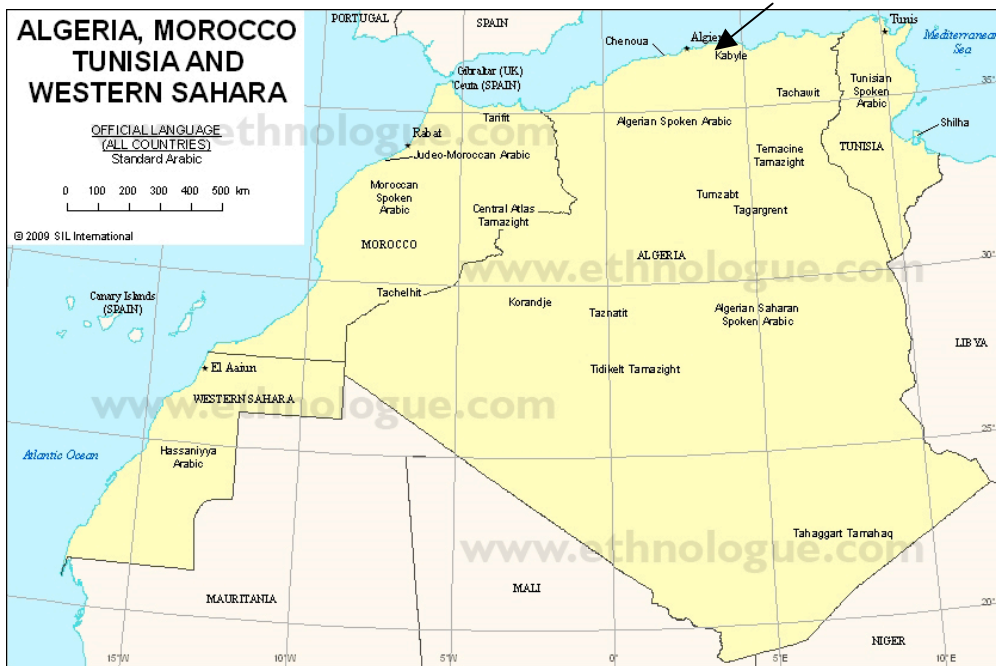 ALGERIA, MOROCCO
TUNISIA AND
WESTERN SAHARA
OFFICIAL LANGUAGE
(ALL COUNTRIES)
Standard Arabic
0 100 200 300 400 500 km
© 2009 SIL International
PORTUGAL
SPAIN
Gibraltar (UK)
Ceuta (SPAIN)
Chenoua
Kabyle
Tunis
Mediterranean
Sea
35°
Tunisian
Spoken
Arabic
Tachawit
Shilha
Tarifit
Algerian Spoken Arabic
www.ethnologue.com
Rabat
Judeo-Moroccan Arabic
Temacine
Tamazight
TUNISIA
Moroccan
Spoken
Arabic
Central Atlas
Tamazight
Tumzabt
Tagargrent
MOROCCO
ALGERIA
30°
www.ethnologue.com
Canary Islands
(SPAIN)
Tachelhit
Korandje
Taznatit
Algerian Saharan
Spoken Arabic
LIBYA
El Aaiun
Tidikelt Tamazight
WESTERN SAHARA
www.ethnologue.com
25°
Atlantic Ocean
Hassaniyya
Arabic
Tahaggart Tamahaq
www.ethnologue.com
MAURITANIA
MALI
20°
NIGER
15°W
10°W
5°W
0°
5°E
10°E